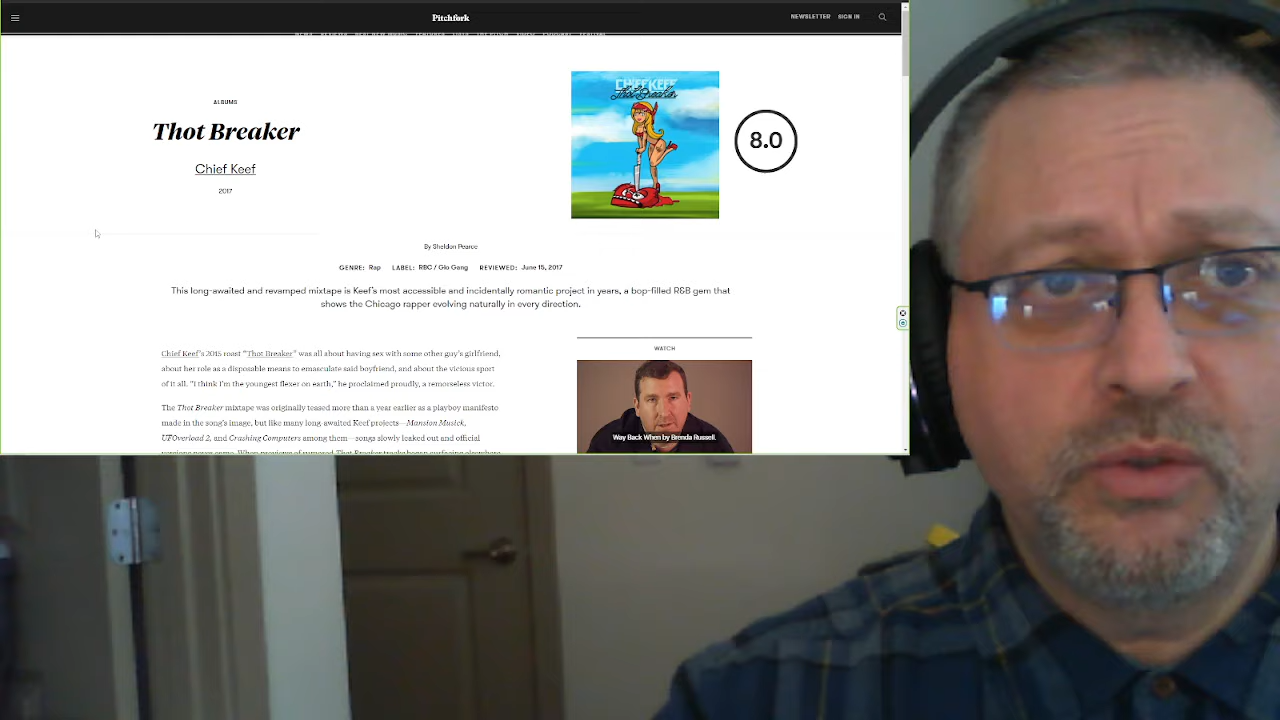 Pitchfork
NEWSLETTER SIGN IN
ALBUMS
Thot Breaker
Chief Keef
2017
CHIEF KEEF
Thot Breaker
8.0
By Sheldon Pearce
GENRE: Rap LABEL: RBC / Glo Gang REVIEWED: June 15, 2017
This long-awaited and revamped mixtape is Keef's most accessible and incidentally romantic project in years, a bop-filled R&B gem that
shows the Chicago rapper evolving naturally in every direction.
Chief Keef's 2015 roast "Thot Breaker" was all about having sex with some other guy's girlfriend,
about her role as a disposable means to emasculate said boyfriend, and about the vicious sport
of it all. "I think I'm the youngest flexer on earth," he proclaimed proudly, a remorseless victor.
The Thot Breaker mixtape was originally teased more than a year earlier as a playboy manifesto
made in the song's image, but like many long-awaited Keef projects—Mansion Musick,
UFOverload 2, and Crashing Computers among them—songs slowly leaked out and official
WATCH
Way Back When by Brenda Russell.